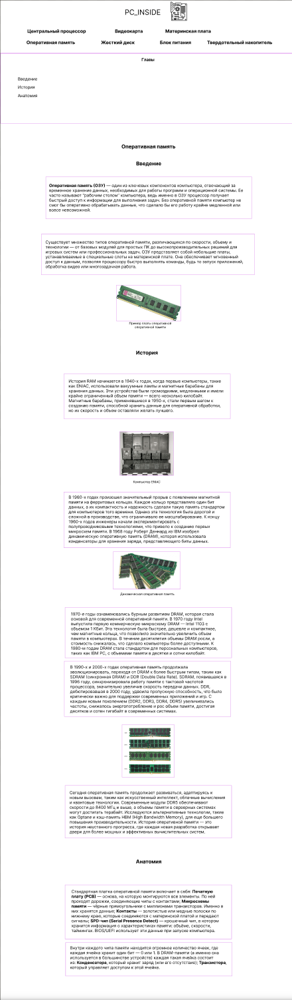 PC_INSIDE
Центральный процессор Видеокарта Материнская плата
Оперативная память Жесткий диск Блок питания Твердотельный накопитель
Главы
Введение
История
Анатомия
Оперативная память
Введение
Оперативная память (ОЗУ) — один из ключевых компонентов компьютера, отвечающий за
временное хранение данных, необходимых для работы программ и операционной системы. Ее
часто называют "рабочим столом" компьютера, ведь именно в ОЗУ процессор получает
быстрый доступ к информации для выполнения задач. Без оперативной памяти компьютер не
смог бы оперативно обрабатывать данные, что сделало бы его работу крайне медленной или
вовсе невозможной.
Существует множество типов оперативной памяти, различающихся по скорости, объему и
технологии — от базовых модулей для простых ПК до высокопроизводительных решений для
игровых систем или профессиональных задач. ОЗУ представляет собой небольшие платы,
устанавливаемые в специальные слоты на материнской плате. Она обеспечивает мгновенный
доступ к данным, позволяя процессору быстро выполнять команды, будь то запуск приложений,
обработка видео или многозадачная работа.
Пример платы оперативной
оперативной памяти
История
История RAM начинается в 1940-х годах, когда первые компьютеры, такие
как ENIAC, использовали вакуумные лампы и магнитные барабаны для
хранения данных. Эти устройства были громоздкими, медленными и имели
крайне ограниченный объем памяти — всего несколько килобайт.
Магнитные барабаны, применявшиеся в 1950-х, стали первым шагом к
созданию памяти, способной хранить данные для оперативной обработки,
но их скорость и объем оставляли желать лучшего.
Компьютер ENIAC
В 1960-х годах произошел значительный прорыв с появлением магнитной
памяти на ферритовых кольцах. Каждое кольцо представляло один бит
данных, а их компактность и надежность сделали такую память стандартом
для компьютеров того времени. Однако эта технология была дорогой и
сложной в производстве, что ограничивало ее масштабирование. К концу
1960-х годов инженеры начали экспериментировать с
полупроводниковыми технологиями, что привело к созданию первых
микросхем памяти. В 1968 году Роберт Деннард из IBM изобрел
динамическую оперативную память (DRAM), которая использовала
конденсаторы для хранения заряда, представляющего биты данных.
Динамическая оперативная память
1970-е годы ознаменовались бурным развитием DRAM, которая стала
основой для современной оперативной памяти. В 1970 году Intel
выпустила первую коммерческую микросхему DRAM — Intel 1103 с
объемом 1 Кбит. Эта технология была быстрее, дешевле и компактнее,
чем магнитные кольца, что позволило значительно увеличить объем
памяти в компьютерах. В течение десятилетия объемы DRAM росли, а
стоимость снижалась, что сделало компьютеры более доступными. К
1980-м годам DRAM стала стандартом для персональных компьютеров,
таких как IBM PC, с объемами памяти в десятки и сотни килобайт.
В 1990-х и 2000-х годах оперативная память продолжала
эволюционировать, переходя от DRAM к более быстрым типам, таким как
SDRAM (синхронная DRAM) и DDR (Double Data Rate). SDRAM, появившаяся в
1996 году, синхронизировала работу памяти с тактовой частотой
процессора, значительно увеличив скорость передачи данных. DDR,
дебютировавшая в 2000 году, удвоила пропускную способность, что было
критически важно для поддержки современных приложений и игр. С
каждым новым поколением (DDR2, DDR3, DDR4, DDR5) увеличивались
частоты, снижалось энергопотребление и рос объем памяти, достигая
десятков и сотен гигабайт в современных системах.
Сегодня оперативная память продолжает развиваться, адаптируясь к
новым вызовам, таким как искусственный интеллект, облачные вычисления
и квантовые технологии. Современные модули DDR5 обеспечивают
скорости до 8400 МГц и выше, а объемы памяти в серверных системах
могут достигать терабайт. Исследуются альтернативные технологии, такие
как Optane и кэш-память HBM (High Bandwidth Memory), для еще большего
повышения производительности. История оперативной памяти — это
история неустанного прогресса, где каждая новая разработка открывает
двери для более мощных и эффективных вычислительных систем.
Анатомия
Стандартная платка оперативной памяти включает в себя: Печатную
плату (PCB) — основа, на которую монтируются все элементы. По ней
проходят дорожки, соединяющие чипы с контактами; Микросхемы
памяти — чёрные прямоугольники с миллионами транзисторов. Именно в
них хранятся данные; Контакты — золотистые или медные полоски по
нижнему краю, которые соединяются с материнской платой и передают
сигналы; SPD-чип (Serial Presence Detect) — крошечный чип, в котором
хранится информация о характеристиках памяти: объёме, скорости,
таймингах. BIOS/UEFI использует эти данные при запуске компьютера.
Внутри каждого чипа памяти находится огромное количество ячеек, где
каждая ячейка хранит один бит — 0 или 1. В DRAM-памяти (а именно она
используется в большинстве устройств) каждая такая ячейка состоит
из: Конденсатора, который хранит заряд (или его отсутствие); Транзистора,
который управляет доступом к этой ячейке.